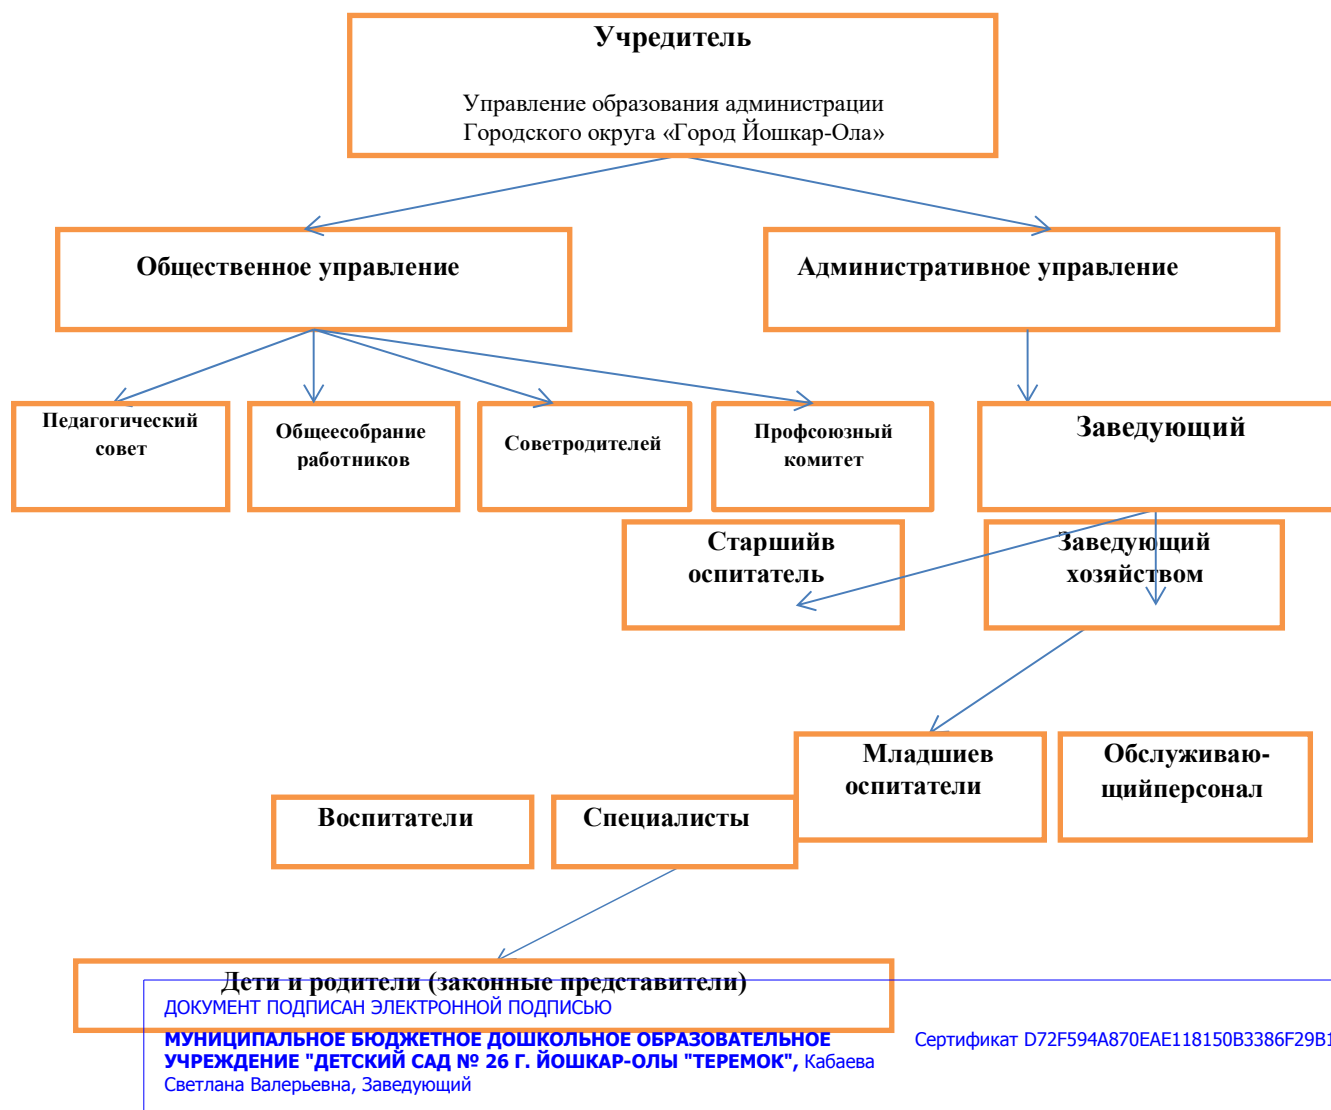 Учредитель
Управление образования администрации
Городского округа «Город Йошкар-Ола»
Общественное управление
Административное управление
Педагогический
совет
Общеесобрание
работников
Советродителей
Профсоюзный
комитет
Заведующий
Старшийв
оспитатель
Заведующий
хозяйством
Младшиев
оспитатели
Обслуживаю-
щийперсонал
Воспитатели
Специалисты
Дети и родители (законные представители)
ДОКУМЕНТ ПОДПИСАН ЭЛЕКТРОННОЙ ПОДПИСЬЮ
МУНИЦИПАЛЬНОЕ БЮДЖЕТНОЕ ДОШКОЛЬНОЕ ОБРАЗОВАТЕЛЬНОЕ
УЧРЕЖДЕНИЕ "ДЕТСКИЙ САД № 26 Г. ЙОШКАР-ОЛЫ "ТЕРЕМОК", Кабаева
Светлана Валерьевна, Заведующий
Сертификат D72F594A870EAE118150B3386F29B1